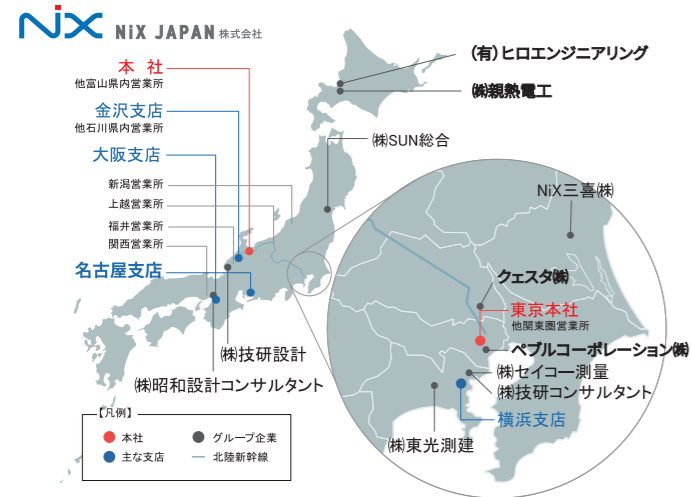 NiX
NiX JAPAN 株式会社
本 社
他富山県内営業所
金沢支店
他石川県内営業所
大阪支店
新潟営業所
上越営業所
福井営業所
関西営業所
名古屋支店
㈱技研設計
㈱昭和設計コンサルタント
(有)ヒロエンジニアリング
㈱親熱電工
㈱SUN総合
NiX三喜㈱
クェスタ㈱
東京本社
他関東圏営業所
ペブルコーポレーション㈱
㈱セイコー測量
㈱技研コンサルタント
横浜支店
㈱東光測建
【凡例】
本社
グループ企業
主な支店
北陸新幹線